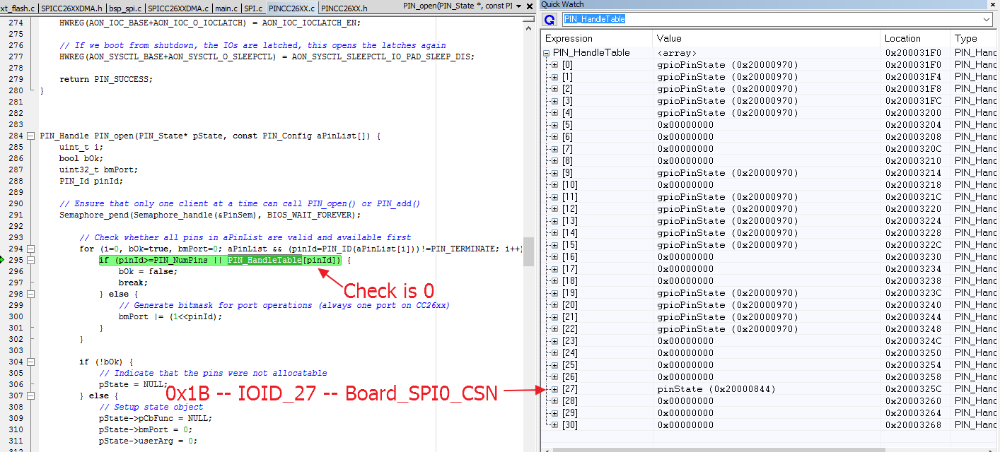 xt_flash.c | SPICC26XXDMA.h | bsp_spi.c | SPICC26XXDMA.c | main.c | SPI.c | PINCC26XX.c | PINCC26XX.h
PIN_open(PIN_State *, const PI
274 HWREG(AON_IOC_BASE+AON_IOC_O_IOCLATCH) = AON_IOC_IOCLATCH_EN;
275
276 // If we boot from shutdown, the IOs are latched, this opens the latches again
277 HWREG(AON_SYSCTL_BASE+AON_SYSCTL_O_SLEEPCTL) = AON_SYSCTL_SLEEPCTL_IO_PAD_SLEEP_DIS;
278
279 return PIN_SUCCESS;
280 }
281
282
283
284 PIN_Handle PIN_open(PIN_State* pState, const PIN_Config aPinList[]) {
285 uint_t i;
286 bool bOk;
287 uint32_t bmPort;
288 PIN_Id pinId;
289
290 // Ensure that only one client at a time can call PIN_open() or PIN_add()
291 Semaphore_pend(Semaphore_handle(&PinSem), BIOS_WAIT_FOREVER);
292
293 // Check whether all pins in aPinList are valid and available first
294 for (i=0, bOk=true, bmPort=0; aPinList && (pinId=PIN_ID(aPinList[i]))!=PIN_TERMINATE; i++)
295 if (pinId>=PIN_NumPins || PIN_HandleTable[pinId]) {
296 bOk = false;
297 break;
298 } else {
299 // Generate bitmask for port operations (always one port on CC26xx)
300 bmPort |= (1<<pinId);
301 }
302 }
303
304 if (!bOk) {
305 // Indicate that the pins were not allocatable
306 pState = NULL;
307 } else {
308 // Setup state object
309 pState->pCbFunc = NULL;
310 pState->bmPort = 0;
311 pState->userArg = 0;
312
Check is 0
0x1B -- IOID_27 -- Board_SPI0_CSN
Quick Watch
PIN_HandleTable
Expression Value Location Type
PIN_HandleTable <array> 0x200031F0 PIN_Hand
[0] gpioPinState (0x20000970) 0x200031F0 PIN_Hand
[1] gpioPinState (0x20000970) 0x200031F4 PIN_Hand
[2] gpioPinState (0x20000970) 0x200031F8 PIN_Hand
[3] gpioPinState (0x20000970) 0x200031FC PIN_Hand
[4] gpioPinState (0x20000970) 0x20003200 PIN_Hand
[5] 0x00000000 0x20003204 PIN_Hand
[6] 0x00000000 0x20003208 PIN_Hand
[7] 0x00000000 0x2000320C PIN_Hand
[8] 0x00000000 0x20003210 PIN_Hand
[9] gpioPinState (0x20000970) 0x20003214 PIN_Hand
[10] 0x00000000 0x20003218 PIN_Hand
[11] gpioPinState (0x20000970) 0x2000321C PIN_Hand
[12] gpioPinState (0x20000970) 0x20003220 PIN_Hand
[13] gpioPinState (0x20000970) 0x20003224 PIN_Hand
[14] gpioPinState (0x20000970) 0x20003228 PIN_Hand
[15] gpioPinState (0x20000970) 0x2000322C PIN_Hand
[16] 0x00000000 0x20003230 PIN_Hand
[17] 0x00000000 0x20003234 PIN_Hand
[18] 0x00000000 0x20003238 PIN_Hand
[19] gpioPinState (0x20000970) 0x2000323C PIN_Hand
[20] gpioPinState (0x20000970) 0x20003240 PIN_Hand
[21] gpioPinState (0x20000970) 0x20003244 PIN_Hand
[22] gpioPinState (0x20000970) 0x20003248 PIN_Hand
[23] 0x00000000 0x2000324C PIN_Hand
[24] 0x00000000 0x20003250 PIN_Hand
[25] 0x00000000 0x20003254 PIN_Hand
[26] 0x00000000 0x20003258 PIN_Hand
[27] pinState (0x20000844) 0x2000325C PIN_Hand
[28] 0x00000000 0x20003260 PIN_Hand
[29] 0x00000000 0x20003264 PIN_Hand
[30] 0x00000000 0x20003268 PIN_Hand